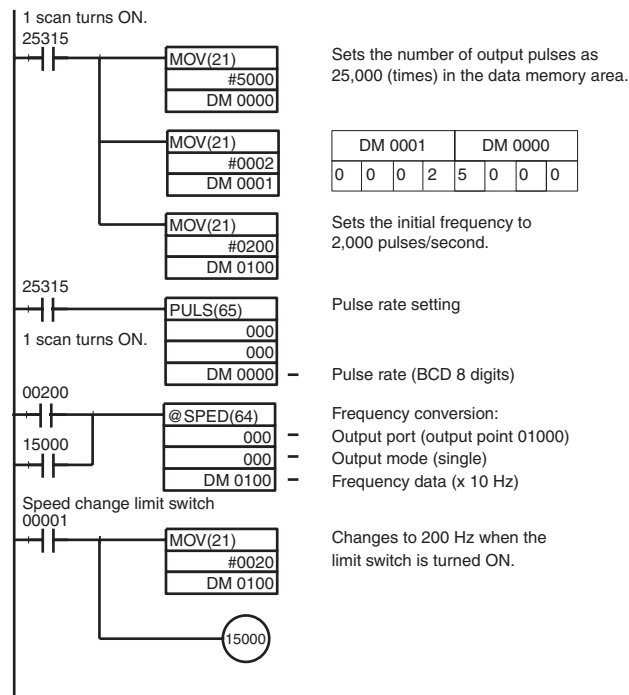 1 scan turns ON.
25315
MOV(21)
#5000
DM 0000
Sets the number of output pulses as
25,000 (times) in the data memory area.
MOV(21)
#0002
DM 0001
DM 0001 DM 0000
0 0 0 2 5 0 0 0
MOV(21)
#0200
DM 0100
Sets the initial frequency to
2,000 pulses/second.
25315
1 scan turns ON.
PULS(65)
000
000
DM 0000
Pulse rate setting
Pulse rate (BCD 8 digits)
00200
15000
@SPED(64)
000
000
DM 0100
Frequency conversion:
Output port (output point 01000)
Output mode (single)
Frequency data (x 10 Hz)
Speed change limit switch
00001
MOV(21)
#0020
DM 0100
Changes to 200 Hz when the
limit switch is turned ON.
15000